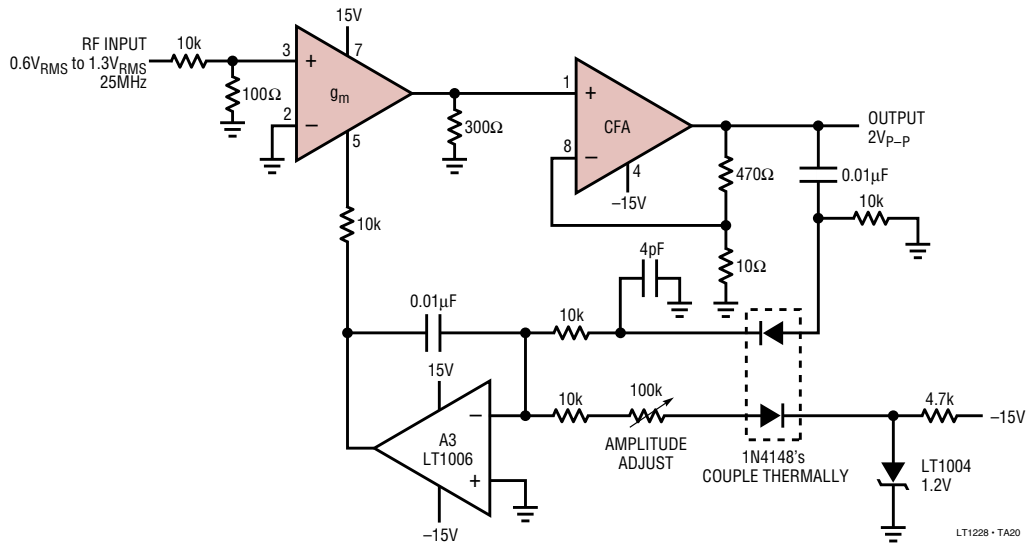 15V
RF INPUT
0.6VRMS to 1.3VRMS
25MHz
10k
3
+
7
100Ω
gm
2
−
5
300Ω
1
+
CFA
8
−
4
−15V
OUTPUT
2VP–P
470Ω
0.01µF
10k
10k
10Ω
4pF
0.01µF
10k
15V
−
A3
LT1006
+
−15V
10k
100k
AMPLITUDE
ADJUST
1N4148's
COUPLE THERMALLY
4.7k
−15V
LT1004
1.2V
LT1228 • TA20